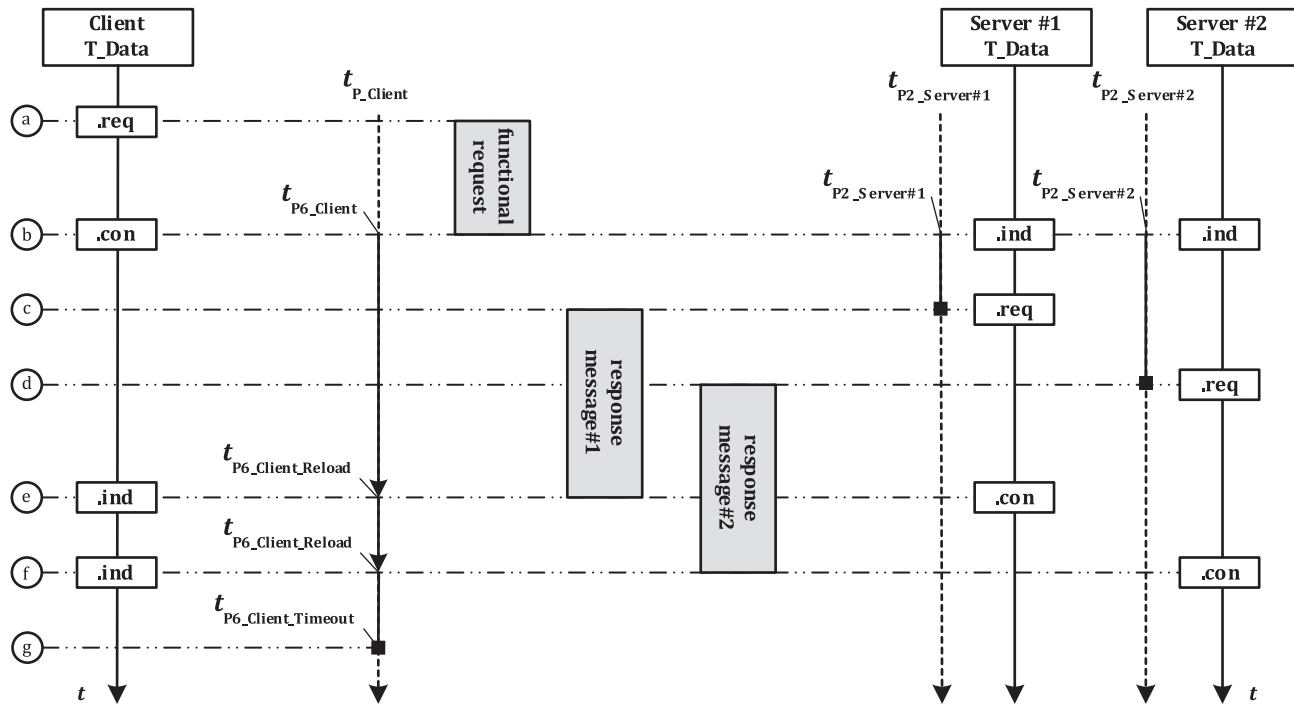 Client
T_Data
Server #1
T_Data
Server #2
T_Data
t P_Client
t P2_Server#1
t P2_Server#2
a
.req
functional
request
t P6_Client
t P2_Server#1
t P2_Server#2
b
.con
.ind
.ind
c
.req
response
message#1
d
.req
response
message#2
t P6_Client_Reload
e
.ind
.con
t P6_Client_Reload
f
.ind
.con
t P6_Client_Timeout
g
t
t